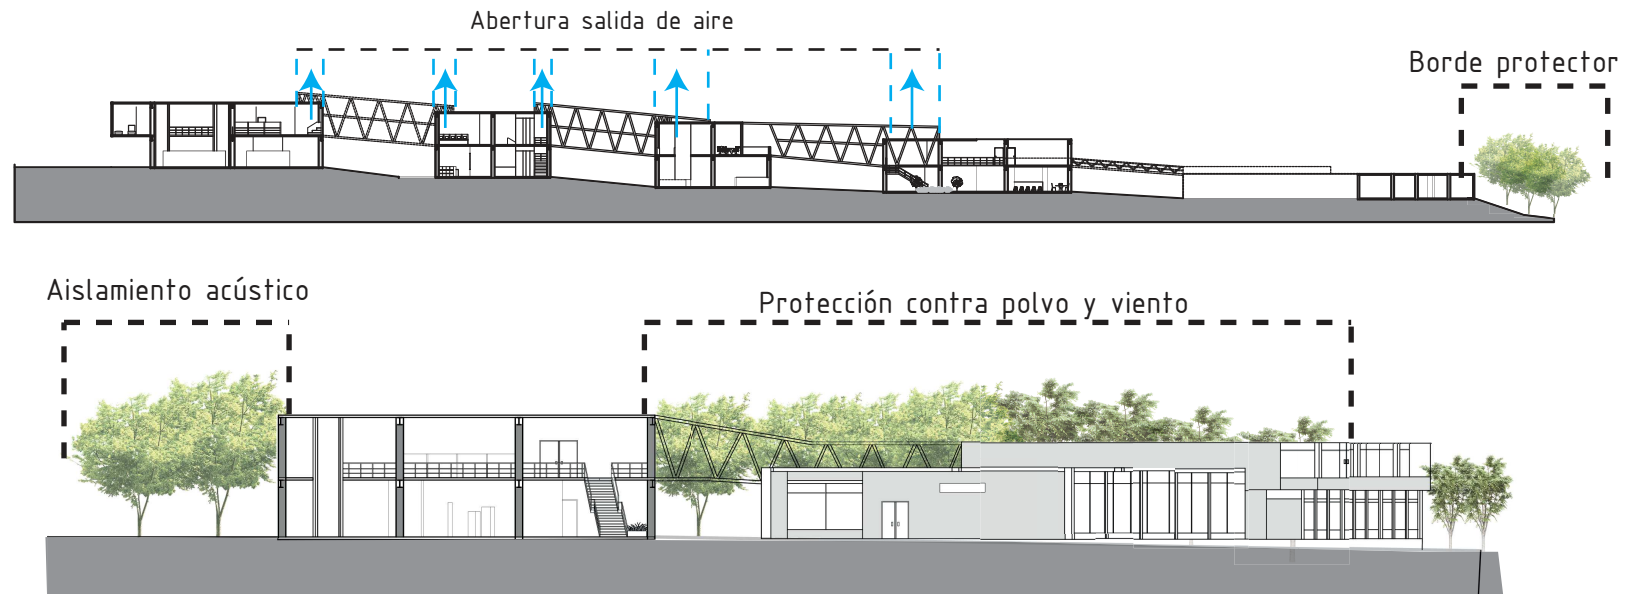 Abertura salida de aire
Borde protector
Aislamiento acústico
Protección contra polvo y viento